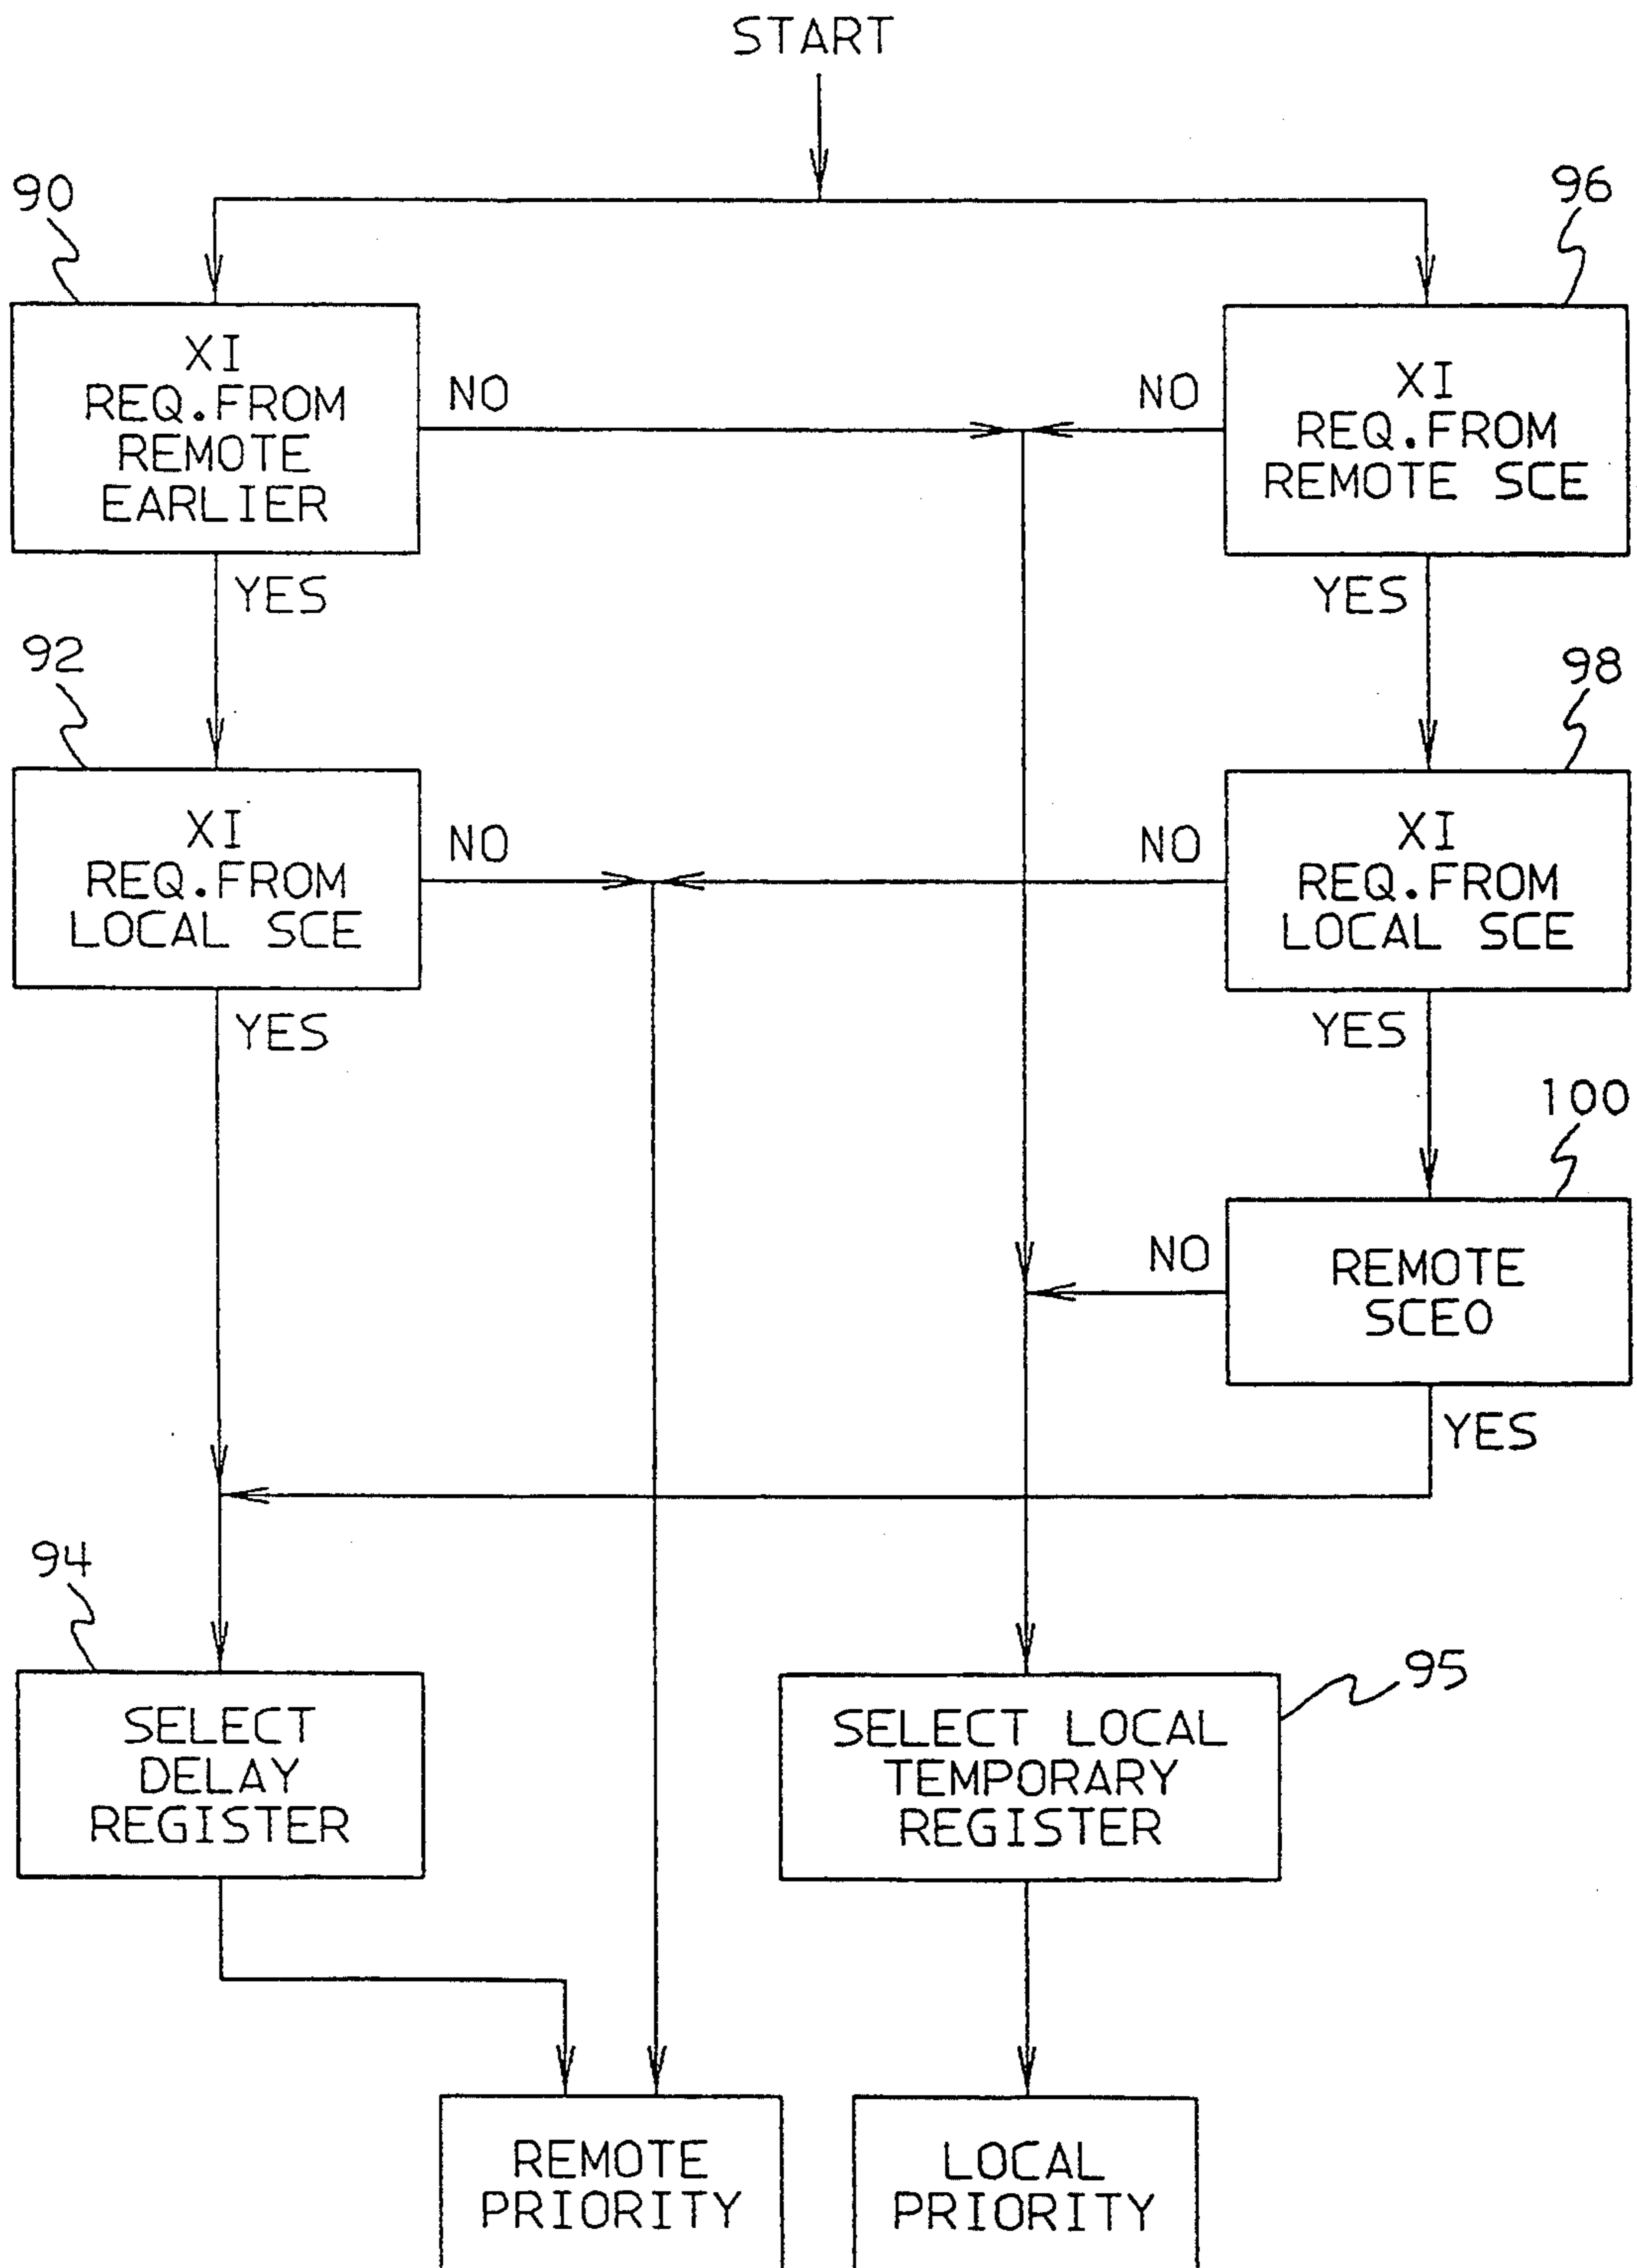 START
90
96
XI
REQ.FROM
REMOTE
EARLIER
NO
NO
XI
REQ.FROM
REMOTE SCE
YES
YES
92
98
XI
REQ.FROM
LOCAL SCE
NO
NO
XI
REQ.FROM
LOCAL SCE
YES
YES
100
NO
REMOTE
SCE0
YES
94
95
SELECT
DELAY
REGISTER
SELECT LOCAL
TEMPORARY
REGISTER
REMOTE
PRIORITY
LOCAL
PRIORITY